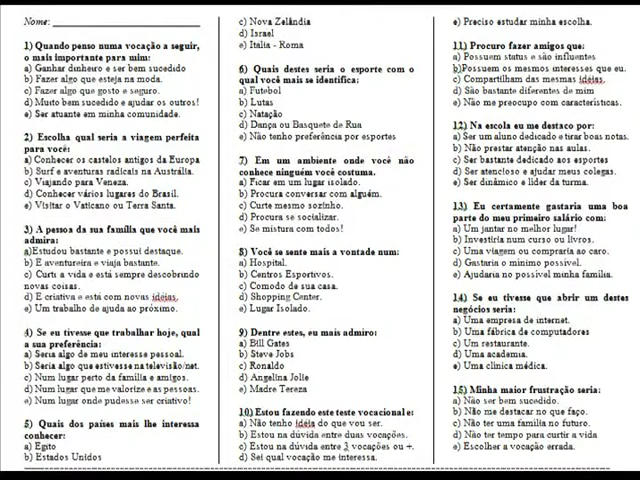 Nome:
1) Quando penso numa vocação a seguir,
o mais importante para mim:
a) Ganhar dinheiro e ser bem sucedido
b) Fazer algo que esteja na moda.
c) Fazer algo que gosto e seguro.
d) Muito bem sucedido e ajudar os outros!
e) Ser atuante em minha comunidade.
2) Escolha qual seria a viagem perfeita
para você:
a) Conhecer os castelos antigos da Europa
b) Surf e aventuras radicais na Austrália.
c) Viajando para Veneza.
d) Conhecer vários lugares do Brasil.
e) Visitar o Vaticano ou Terra Santa.
3) A pessoa da sua família que você mais
admira:
a)Estudou bastante e possui destaque.
b) E aventureira e viaja bastante.
c) Curti a vida e está sempre descobrindo
novas coisas.
d) E criativa e está com novas idéias.
e) Um trabalho de ajuda ao próximo.
4) Se eu tivesse que trabalhar hoje, qual
a sua preferência:
a) Seria algo de meu interesse pessoal.
b) Seria algo que estivesse na televisão/net.
c) Num lugar perto da família e amigos.
d) Num lugar que me valorize e as pessoas.
e) Num lugar onde pudesse ser criativo!
5) Quais dos países mais lhe interessa
conhecer:
a) Egito
b) Estados Unidos
c) Nova Zelândia
d) Israel
e) Italia - Roma
6) Quais destes seria o esporte com o
qual você mais se identifica:
a) Futebol
b) Lutas
c) Natação
d) Dança ou Basquete de Rua
e) Não tenho preferência por esportes
7) Em um ambiente onde você não
conhece ninguém você costuma.
a) Ficar em um lugar isolado.
b) Procura conversar com alguém.
c) Curte mesmo sozinho.
d) Procura se socializar.
e) Se mistura com todos!
8) Você se sente mais a vontade num:
a) Hospital.
b) Centros Esportivos.
c) Comodo de sua casa.
d) Shopping Center.
e) Lugar Isolado.
9) Dentre estes, eu mais admiro:
a) Bill Gates
b) Steve Jobs
c) Ronaldo
d) Angelina Jolie
e) Madre Tereza
10) Estou fazendo este teste vocacional e:
a) Não tenho idéia do que vou ser.
b) Estou na dúvida entre duas vocações.
c) Estou na dúvida entre 3 vocações ou +.
d) Sei qual vocação me interessa.
e) Preciso estudar minha escolha.
11) Procuro fazer amigos que:
a) Possuem status e são influentes
b)Possuem os mesmos interesses que eu.
c) Compartilham das mesmas idéias.
d) São bastante diferentes de mim
e) Não me preocupo com características.
12) Na escola eu me destaco por:
a) Ser um aluno dedicado e tirar boas notas.
b) Não prestar atenção nas aulas.
c) Ser bastante dedicado aos esportes
d) Ser atencioso e ajudar meus colegas.
e) Ser dinâmico e líder da turma.
13) Eu certamente gastaria uma boa
parte do meu primeiro salário com:
a) Um jantar no melhor lugar!
b) Investiria num curso ou livros.
c) Uma viagem ou compraria ao caro.
d) Gastaria o mínimo possível.
e) Ajudaria no possível minha família.
14) Se eu tivesse que abrir um destes
negócios seria:
a) Uma empresa de internet.
b) Uma fábrica de computadores
c) Um restaurante.
d) Uma academia.
e) Uma clínica médica.
15) Minha maior frustração seria:
a) Não ser bem sucedido.
b) Não me destacar no que faço.
c) Não ter uma família no futuro.
d) Não ter tempo para curtir a vida
e) Escolher a vocação errada.